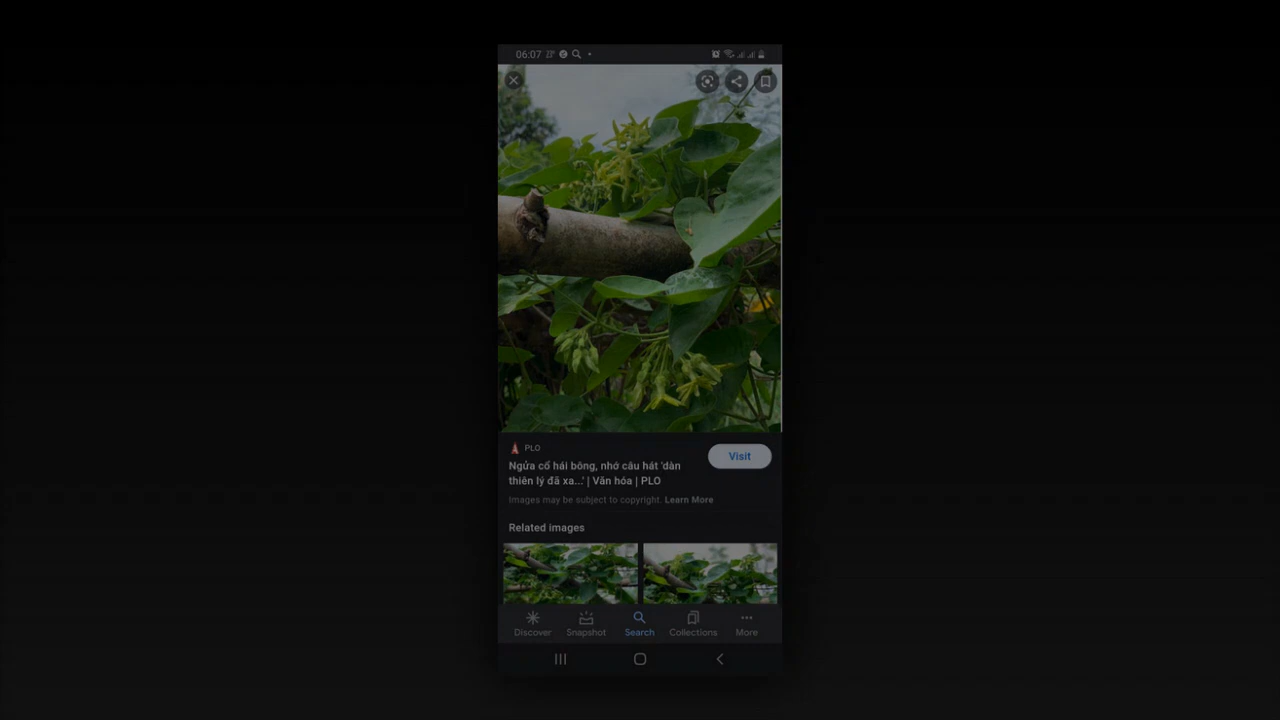 06:07
PLO
Ngửa cổ hái bông, nhớ câu hát 'dàn
thiên lý đã xa...' | Văn hóa | PLO
Visit
Images may be subject to copyright. Learn More
Related images
Discover Snapshot Search Collections More